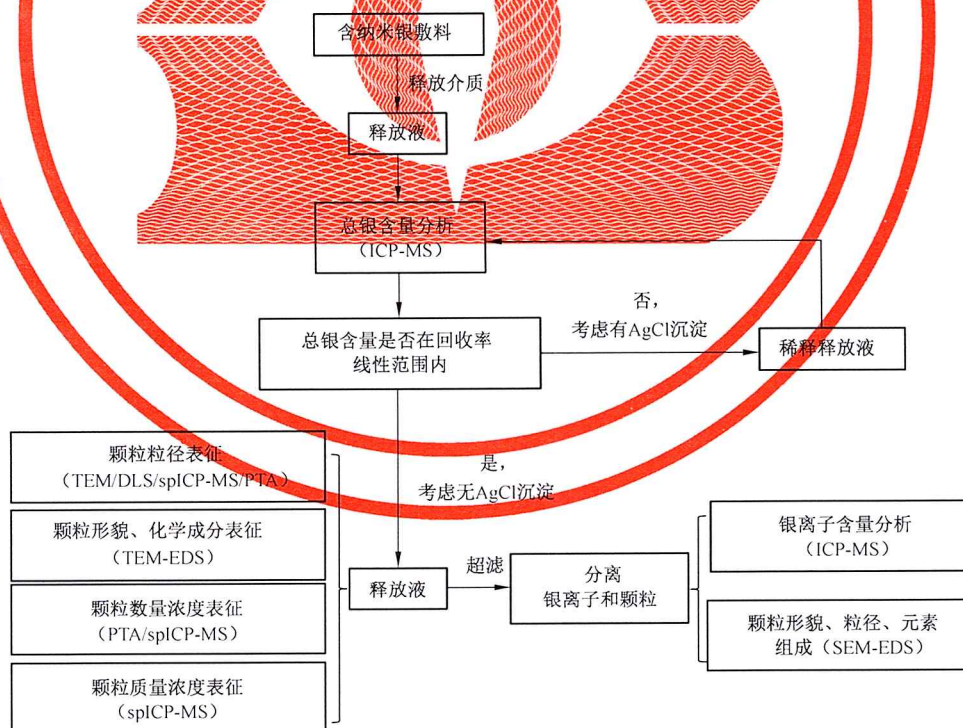 含纳米银敷料
释放介质
释放液
总银含量分析
（ICP-MS）
否，
考虑有AgCl沉淀
总银含量是否在回收率
线性范围内
稀释释放液
是，
考虑无AgCl沉淀
颗粒粒径表征
（TEM/DLS/spICP-MS/PTA）
颗粒形貌、化学成分表征
（TEM-EDS）
颗粒数量浓度表征
（PTA/spICP-MS）
颗粒质量浓度表征
（spICP-MS）
释放液
超滤
分离
银离子和颗粒
银离子含量分析
（ICP-MS）
颗粒形貌、粒径、元素
组成（SEM-EDS）